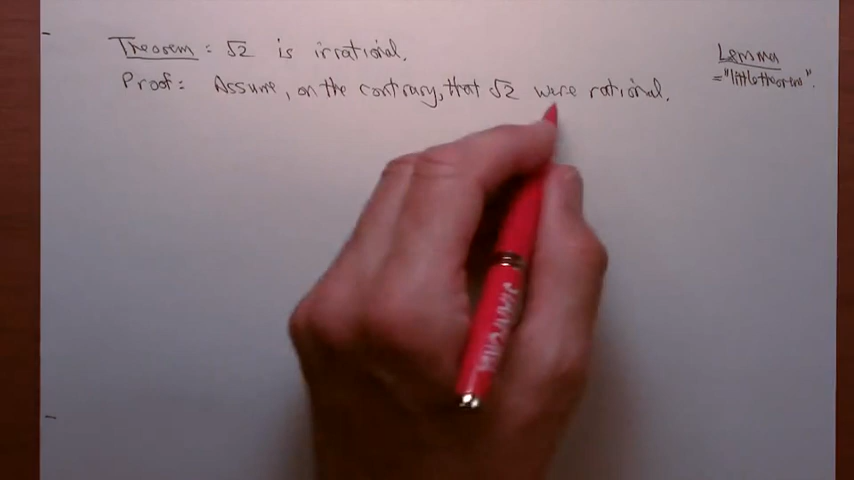 Theorem: √2 is irrational.
Proof: Assume, on the contrary, that √2 were rational.
Lemma
="little theorem".